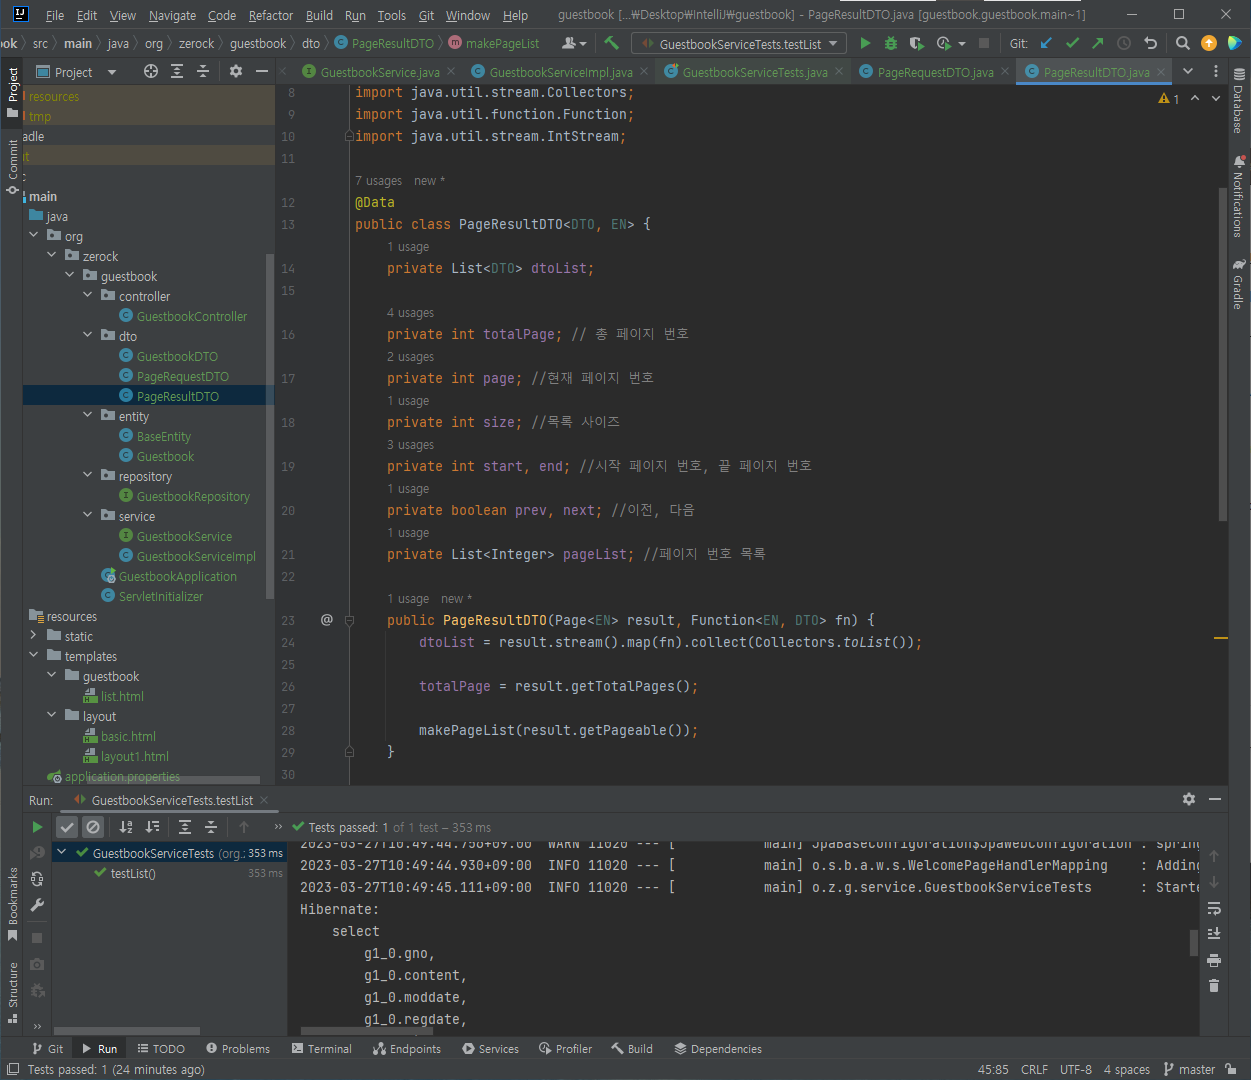 File Edit View Navigate Code Refactor Build Run Tools Git Window Help guestbook [...₩Desktop₩IntelliJ₩guestbook] - PageResultDTO.java [guestbook.guestbook.main~1]
ok src main java org zerock guestbook dto PageResultDTO makePageList GuestbookServiceTests.testList Git:
Project GuestbookService.java GuestbookServiceImpl.java GuestbookServiceTests.java PageRequestDTO.java PageResultDTO.java
Project
Commit
Bookmarks
Structure
Database
Notifications
Gradle
resources
tmp
adle
main
java
org
zerock
guestbook
controller
GuestbookController
dto
GuestbookDTO
PageRequestDTO
PageResultDTO
entity
BaseEntity
Guestbook
repository
GuestbookRepository
service
GuestbookService
GuestbookServiceImpl
GuestbookApplication
ServletInitializer
resources
static
templates
guestbook
list.html
layout
basic.html
layout1.html
application.properties
1
8 import java.util.stream.Collectors;
9 import java.util.function.Function;
10 import java.util.stream.IntStream;
11
7 usages new *
12 @Data
13 public class PageResultDTO<DTO, EN> {
1 usage
14 private List<DTO> dtoList;
15
4 usages
16 private int totalPage; // 총 페이지 번호
2 usages
17 private int page; //현재 페이지 번호
1 usage
18 private int size; //목록 사이즈
3 usages
19 private int start, end; //시작 페이지 번호, 끝 페이지 번호
1 usage
20 private boolean prev, next; //이전, 다음
1 usage
21 private List<Integer> pageList; //페이지 번호 목록
22
1 usage new *
23 @ public PageResultDTO(Page<EN> result, Function<EN, DTO> fn) {
24 dtoList = result.stream().map(fn).collect(Collectors.toList());
25
26 totalPage = result.getTotalPages();
27
28 makePageList(result.getPageable());
29 }
30
Run: GuestbookServiceTests.testList
Tests passed: 1 of 1 test – 353 ms
GuestbookServiceTests (org.z 353 ms
testList() 353 ms
2023-03-27T10:49:44.758+09:00 WARN 11020 --- [ main] JpaBaseConfiguration$JpaWebConfiguration : spring
2023-03-27T10:49:44.930+09:00 INFO 11020 --- [ main] o.s.b.a.w.s.WelcomePageHandlerMapping : Adding
2023-03-27T10:49:45.111+09:00 INFO 11020 --- [ main] o.z.g.service.GuestbookServiceTests : Starte
Hibernate:
select
g1_0.gno,
g1_0.content,
g1_0.moddate,
g1_0.regdate,
Git Run TODO Problems Terminal Endpoints Services Profiler Build Dependencies
Tests passed: 1 (24 minutes ago) 45:85 CRLF UTF-8 4 spaces master